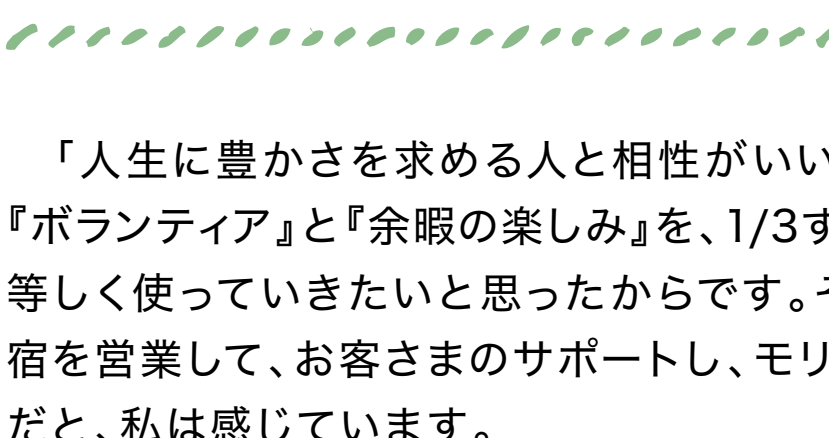 「人生に豊かさを求める人と相性がいい
『ボランティア』と『余暇の楽しみ』を、1/3す
等しく使っていきたいと思ったからです。そ
宿を営業して、お客さまのサポートし、モリ
だと、私は感じています。